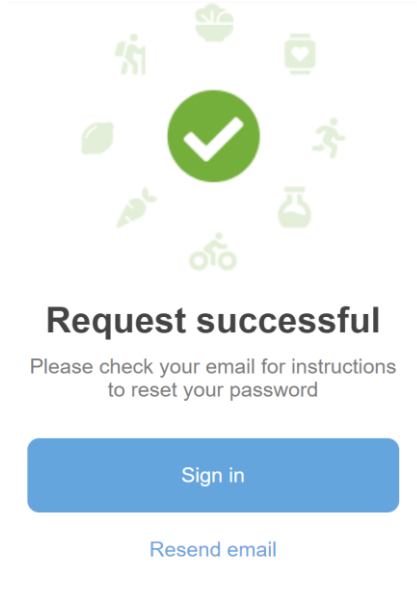 Request successful
Please check your email for instructions
to reset your password
Sign in
Resend email